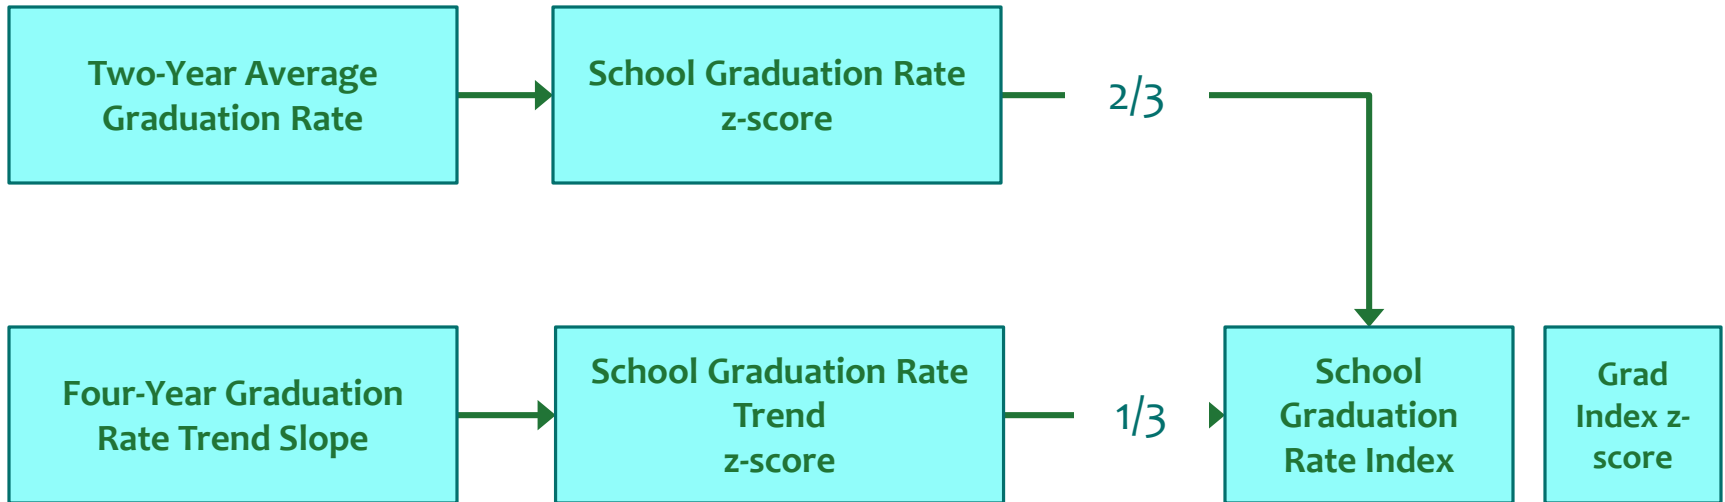 Two-Year Average
Graduation Rate
School Graduation Rate
z-score
2/3
Four-Year Graduation
Rate Trend Slope
School Graduation Rate
Trend
z-score
1/3
School
Graduation
Rate Index
Grad
Index z-
score